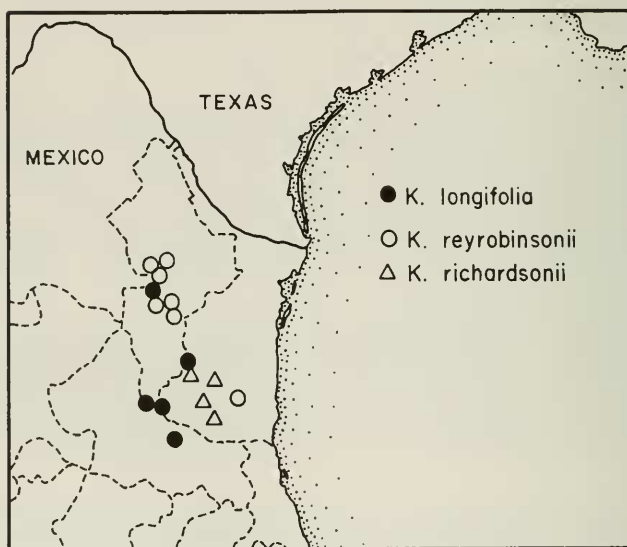 TEXAS
MEXICO
K. longifolia
K. reyrobinsonii
K. richardsonii